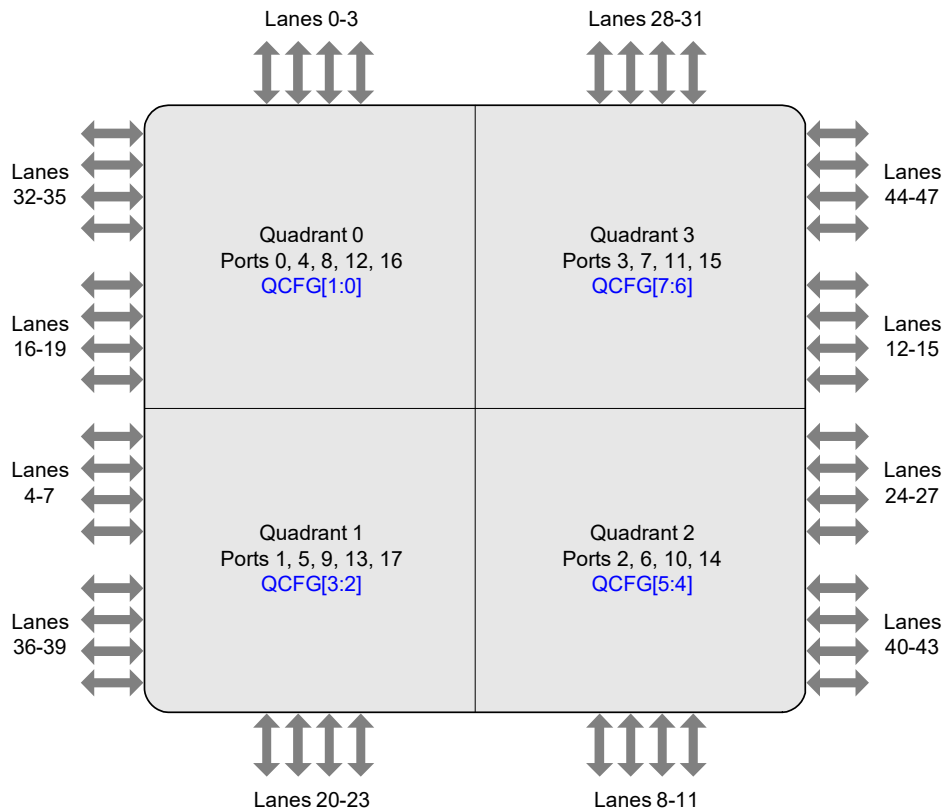 Lanes 0-3
Lanes 28-31
Lanes
32-35
Lanes
44-47
Quadrant 0
Ports 0, 4, 8, 12, 16
QCFG[1:0]
Quadrant 3
Ports 3, 7, 11, 15
QCFG[7:6]
Lanes
16-19
Lanes
12-15
Lanes
4-7
Lanes
24-27
Quadrant 1
Ports 1, 5, 9, 13, 17
QCFG[3:2]
Quadrant 2
Ports 2, 6, 10, 14
QCFG[5:4]
Lanes
36-39
Lanes
40-43
Lanes 20-23
Lanes 8-11